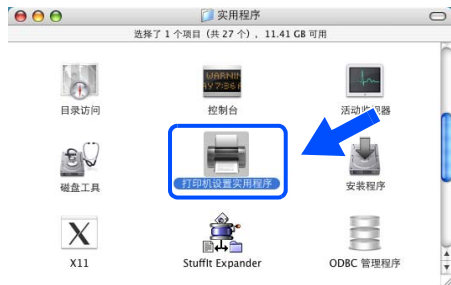 实用程序
选择了 1 个项目（共 27 个）, 11.41 GB 可用
目录访问
控制台
活动监视器
磁盘工具
打印机设置实用程序
安装程序
X11
StuffIt Expander
ODBC 管理程序